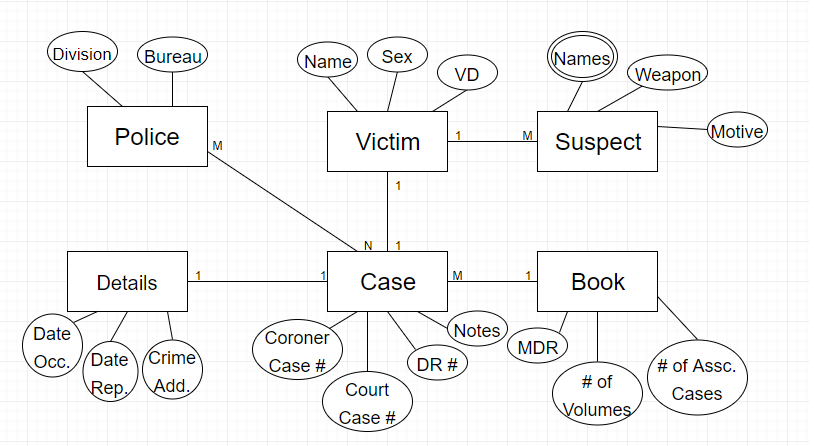 Division
Bureau
Name
Sex
VD
Names
Weapon
Motive
Police
M
Victim
1
M
Suspect
1
N
1
Details
1
1
Case
M
1
Book
Date
Occ.
Date
Rep.
Crime
Add.
Coroner
Case #
Court
Case #
DR #
Notes
MDR
# of
Volumes
# of Assc.
Cases